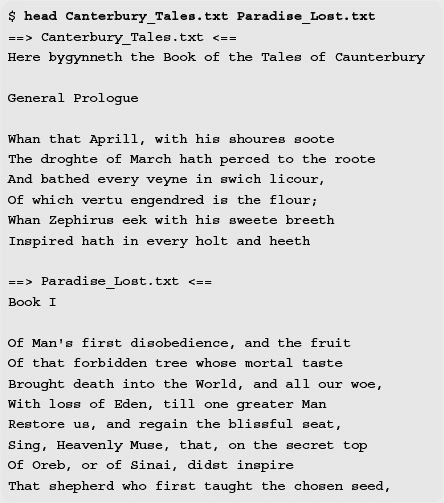 $ head Canterbury_Tales.txt Paradise_Lost.txt
==> Canterbury_Tales.txt <==
Here bygynneth the Book of the Tales of Caunterbury

General Prologue

Whan that Aprill, with his shoures soote
The droghte of March hath perced to the roote
And bathed every veyne in swich licour,
Of which vertu engendred is the flour;
Whan Zephirus eek with his sweete breeth
Inspired hath in every holt and heeth

==> Paradise_Lost.txt <==
Book I

Of Man's first disobedience, and the fruit
Of that forbidden tree whose mortal taste
Brought death into the World, and all our woe,
With loss of Eden, till one greater Man
Restore us, and regain the blissful seat,
Sing, Heavenly Muse, that, on the secret top
Of Oreb, or of Sinai, didst inspire
That shepherd who first taught the chosen seed,